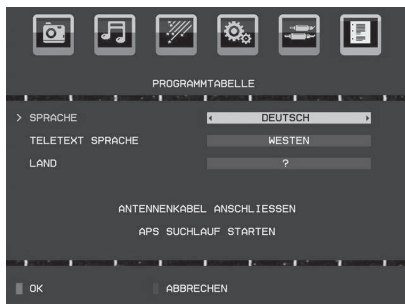 PROGRAMMTABELLE
> SPRACHE DEUTSCH
TELETEXT SPRACHE WESTEN
LAND ?
ANTENNENKABEL ANSCHLIESSEN
APS SUCHLAUF STARTEN
OK ABBRECHEN